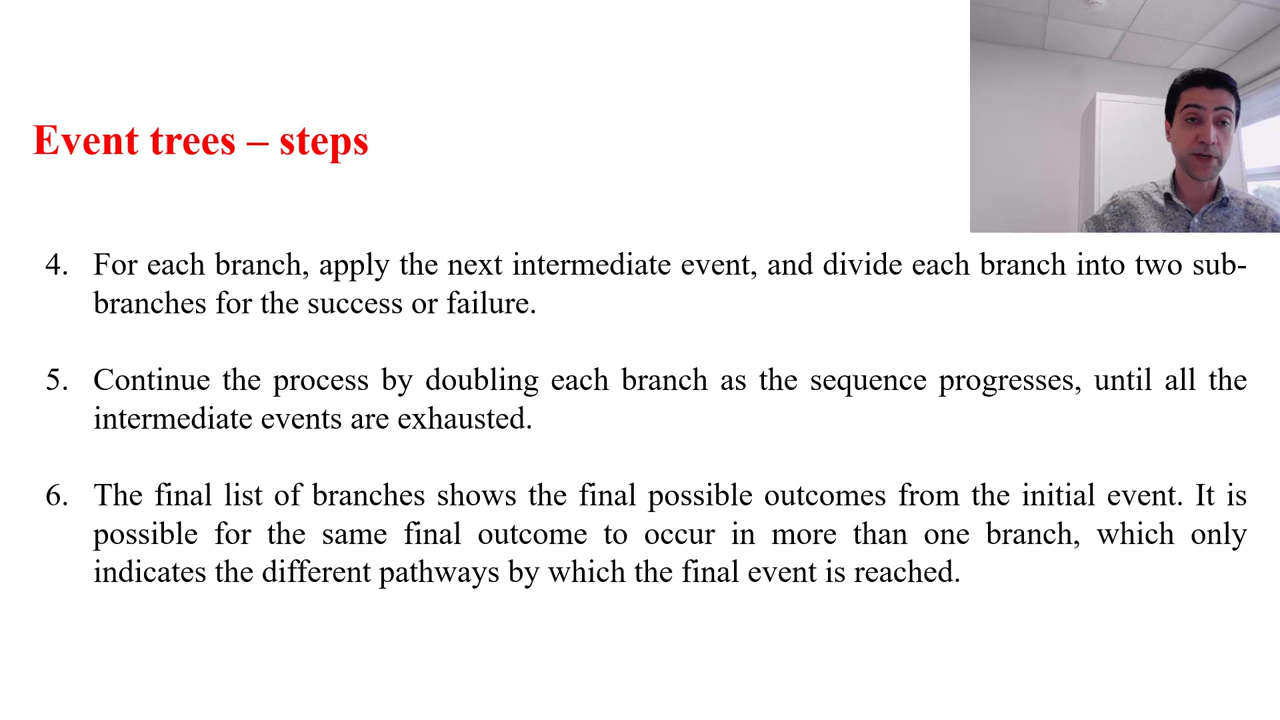 Event trees – steps
4. For each branch, apply the next intermediate event, and divide each branch into two sub-
branches for the success or failure.
5. Continue the process by doubling each branch as the sequence progresses, until all the
intermediate events are exhausted.
6. The final list of branches shows the final possible outcomes from the initial event. It is
possible for the same final outcome to occur in more than one branch, which only
indicates the different pathways by which the final event is reached.